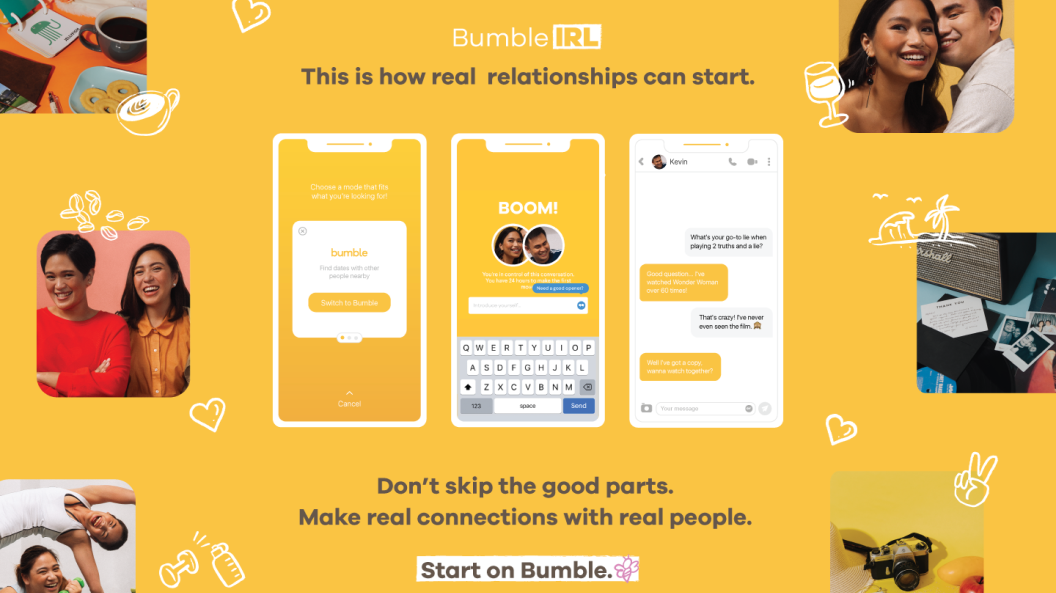 Bumble IRL
This is how real relationships can start.
Choose a mode that fits
what you're looking for!
bumble
Find dates with other
people nearby
Switch to Bumble
Cancel
BOOM!
You're in control of this conversation.
You have 24 hours to make the first
Need a good opener?
Q W E R T Y U I O P
A S D F G H J K L
Z X C V B N M
123 space Send
Kevin
What's your go-to lie when
playing 2 truths and a lie?
Good question... I've
watched Wonder Woman
over 60 times!
That's crazy! I've never
even seen the film. 🙈
Well I've got a copy,
wanna watch together?
Your message
Marshall
THANK YOU
Don't skip the good parts.
Make real connections with real people.
Start on Bumble.